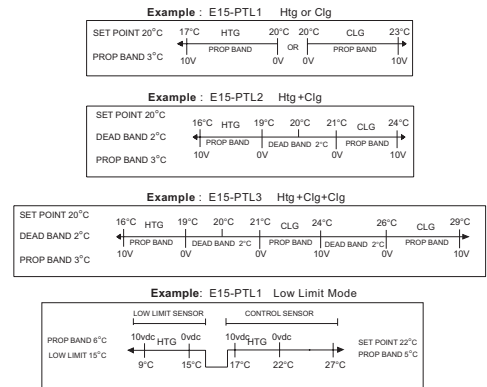 Example : E15-PTL1 Htg or Clg
SET POINT 20°C 17°C HTG 20°C 20°C CLG 23°C
PROP BAND OR PROP BAND
PROP BAND 3°C 10V 0V 0V 10V
Example : E15-PTL2 Htg+Clg
SET POINT 20°C
16°C HTG 19°C 20°C 21°C CLG 24°C
DEAD BAND 2°C PROP BAND DEAD BAND 2°C PROP BAND
PROP BAND 3°C 10V 0V 0V 10V
Example : E15-PTL3 Htg+Clg+Clg
SET POINT 20°C
16°C HTG 19°C 20°C 21°C CLG 24°C 26°C CLG 29°C
DEAD BAND 2°C PROP BAND DEAD BAND 2°C PROP BAND DEAD BAND 2°C PROP BAND
PROP BAND 3°C 10V 0V 0V 10V 0V 10V
Example: E15-PTL1 Low Limit Mode
LOW LIMIT SENSOR CONTROL SENSOR
PROP BAND 6°C 10vdc HTG 0vdc 10vdc HTG 0vdc SET POINT 22°C
LOW LIMIT 15°C 9°C 15°C 17°C 22°C 27°C PROP BAND 5°C